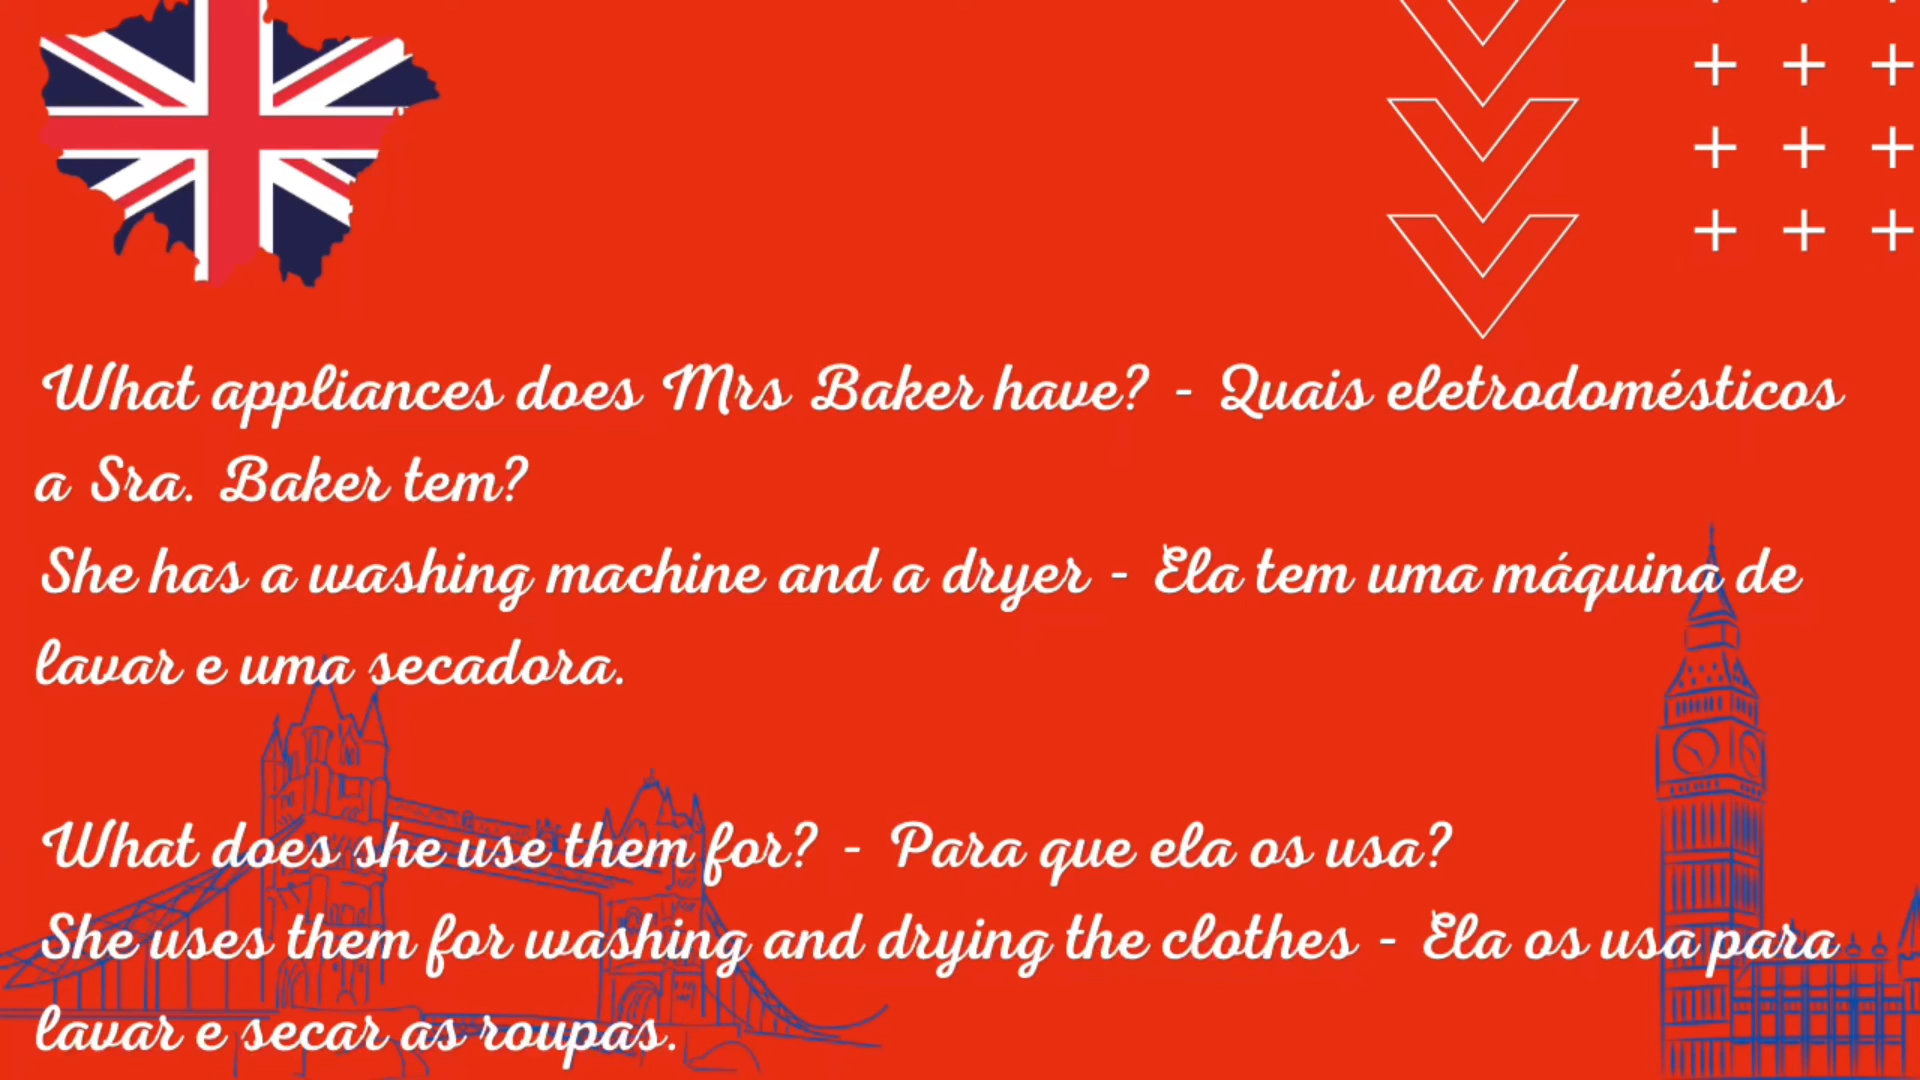 What appliances does Mrs Baker have? - Quais eletrodomésticos
a Sra. Baker tem?
She has a washing machine and a dryer - Ela tem uma máquina de
lavar e uma secadora.
What does she use them for? - Para que ela os usa?
She uses them for washing and drying the clothes - Ela os usa para
lavar e secar as roupas.